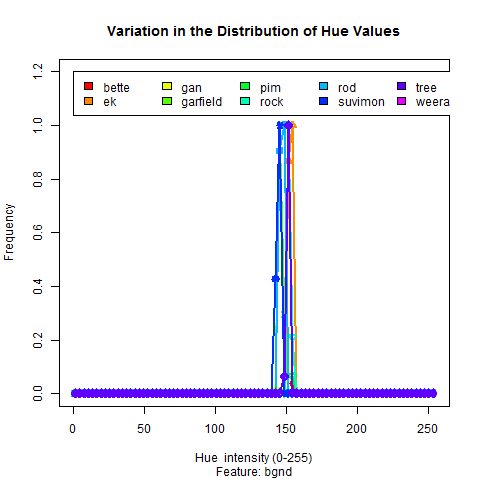 Variation in the Distribution of Hue Values
bette gan pim rod tree
ek garfield rock suvimon weera
1.2
1.0
0.8
0.6
0.4
0.2
0.0
Frequency
0 50 100 150 200 250
Hue intensity (0-255)
Feature: bgnd